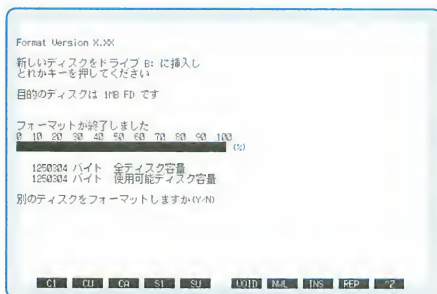 Format Version X.XX
新しいディスクをドライブ B: に挿入し
どれかキーを押してください
目的のディスクは 1MB FD です
フォーマットが終了しました
0 10 20 30 40 50 60 70 80 90 100
(%)
1250304 バイト 全ディスク容量
1250304 バイト 使用可能ディスク容量
別のディスクをフォーマットしますか(Y/N)
C1 CU CA S1 SU VOID NWL INS REP ^Z